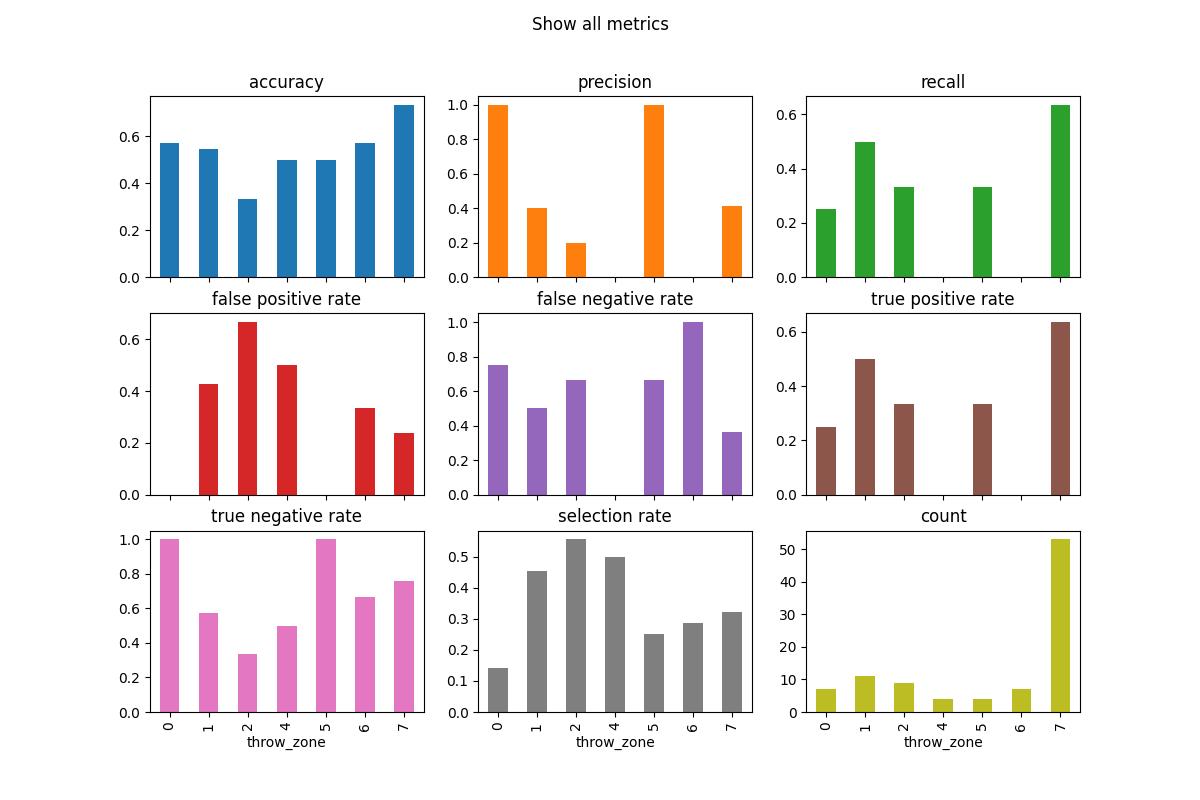 Show all metrics
accuracy
0.6
0.4
0.2
0.0
precision
1.0
0.8
0.6
0.4
0.2
0.0
recall
0.6
0.4
0.2
0.0
false positive rate
0.6
0.4
0.2
0.0
false negative rate
1.0
0.8
0.6
0.4
0.2
0.0
true positive rate
0.6
0.4
0.2
0.0
true negative rate
1.0
0.8
0.6
0.4
0.2
0.0
0 1 2 4 5 6 7
throw_zone
selection rate
0.5
0.4
0.3
0.2
0.1
0.0
0 1 2 4 5 6 7
throw_zone
count
50
40
30
20
10
0
0 1 2 4 5 6 7
throw_zone